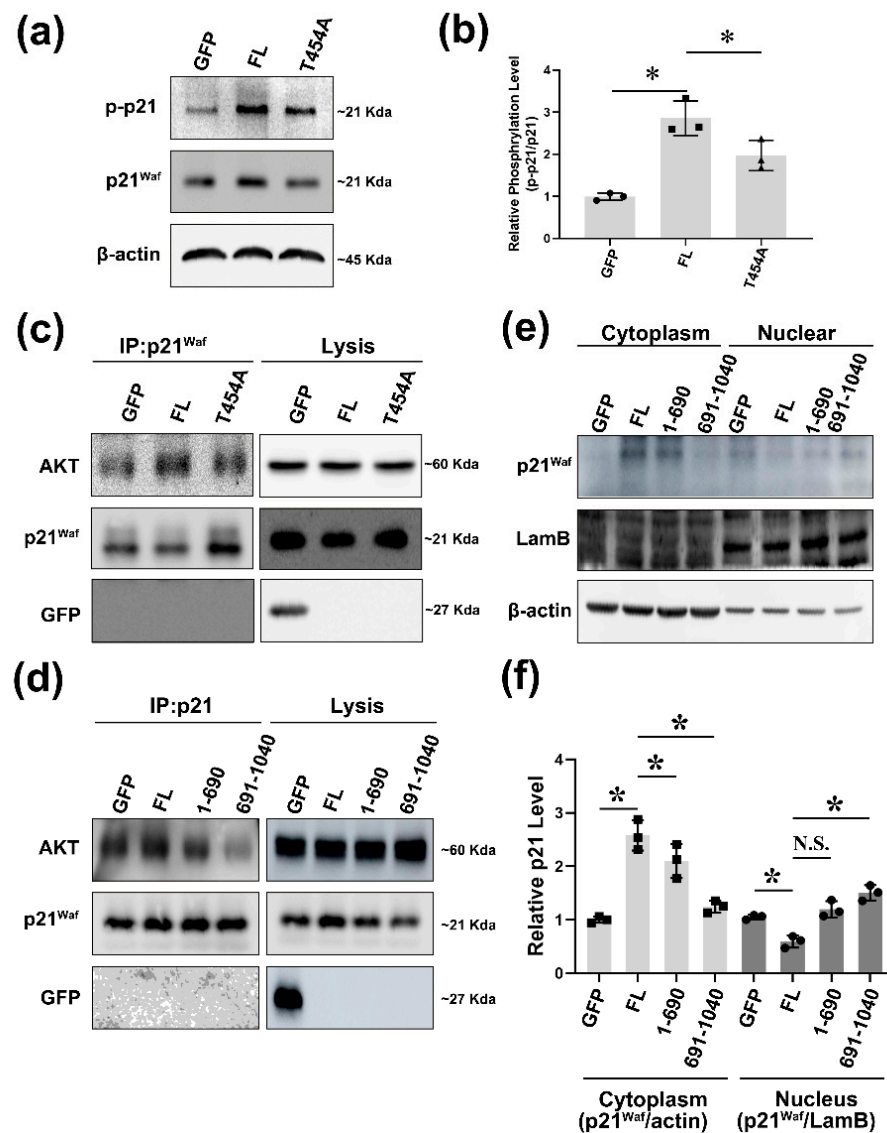 (a)
GFP
FL
T454A
p-p21
~21 Kda
p21Waf
~21 Kda
β-actin
~45 Kda
(b)
Relative Phosphrylation Level
(p-p21/p21)
4
3
2
1
0
*
*
GFP
FL
T454A
(c)
IP:p21Waf
Lysis
GFP
FL
T454A
GFP
FL
T454A
AKT
~60 Kda
p21Waf
~21 Kda
GFP
~27 Kda
(d)
IP:p21
Lysis
GFP
FL
1-690
691-1040
GFP
FL
1-690
691-1040
AKT
~60 Kda
p21Waf
~21 Kda
GFP
~27 Kda
(e)
Cytoplasm
Nuclear
GFP
FL
1-690
691-1040
GFP
FL
1-690
691-1040
p21Waf
LamB
β-actin
(f)
Relative p21 Level
4
3
2
1
0
*
*
*
*
N.S.
*
GFP
FL
1-690
691-1040
GFP
FL
1-690
691-1040
Cytoplasm
(p21Waf/actin)
Nucleus
(p21Waf/LamB)